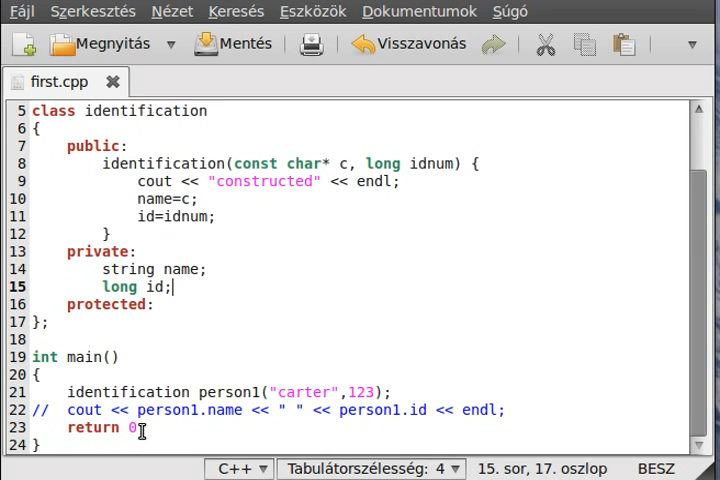 Fájl Szerkesztés Nézet Keresés Eszközök Dokumentumok Súgó
Megnyitás Mentés Visszavonás
first.cpp
5 class identification
6 {
7     public:
8         identification(const char* c, long idnum) {
9             cout << "constructed" << endl;
10             name=c;
11             id=idnum;
12         }
13     private:
14         string name;
15         long id;
16     protected:
17 };
18
19 int main()
20 {
21     identification person1("carter",123);
22 //  cout << person1.name << " " << person1.id << endl;
23     return 0
24 }
C++ Tabulátorszélesség: 4 15. sor, 17. oszlop BESZ